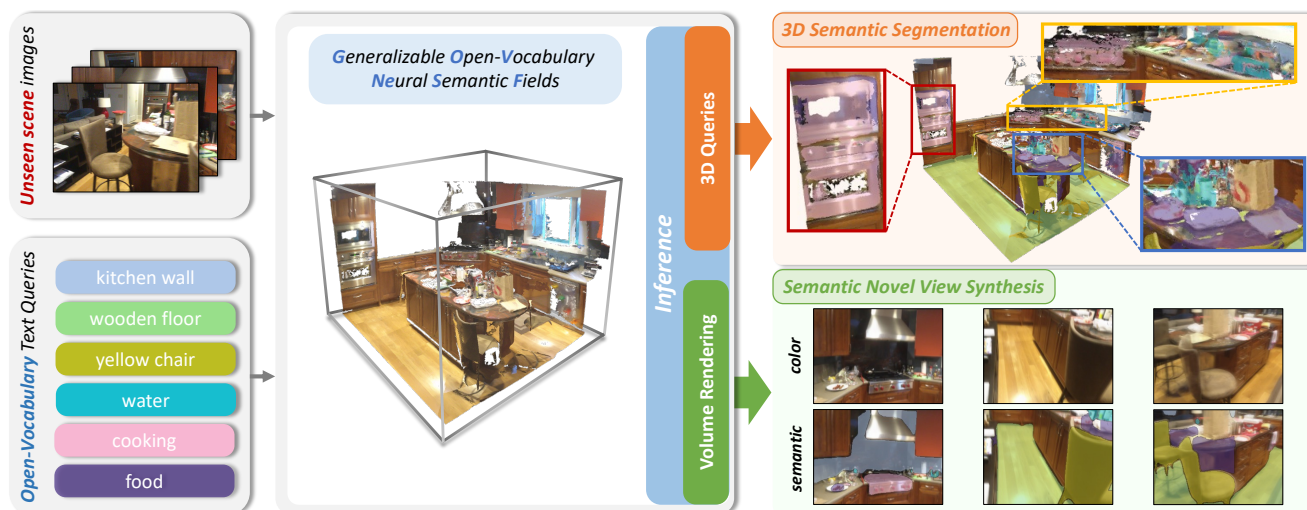 Unseen scene images
Open-Vocabulary Text Queries
kitchen wall
wooden floor
yellow chair
water
cooking
food
Generalizable Open-Vocabulary
Neural Semantic Fields
Inference
3D Queries
Volume Rendering
3D Semantic Segmentation
Semantic Novel View Synthesis
color
semantic